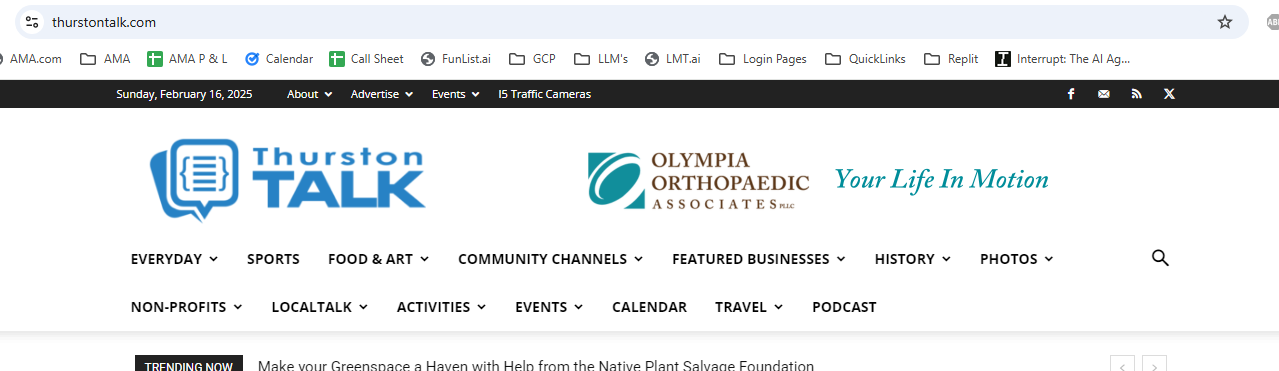 thurstontalk.com
AMA.com AMA AMA P & L Calendar Call Sheet FunList.ai GCP LLM's LMT.ai Login Pages QuickLinks Replit Interrupt: The AI Ag...
Sunday, February 16, 2025 About Advertise Events I5 Traffic Cameras
Thurston
TALK
OLYMPIA
ORTHOPAEDIC
ASSOCIATES PLLC
Your Life In Motion
EVERYDAY SPORTS FOOD & ART COMMUNITY CHANNELS FEATURED BUSINESSES HISTORY PHOTOS
NON-PROFITS LOCALTALK ACTIVITIES EVENTS CALENDAR TRAVEL PODCAST
TRENDING NOW Make your Greenspace a Haven with Help from the Native Plant Salvage Foundation